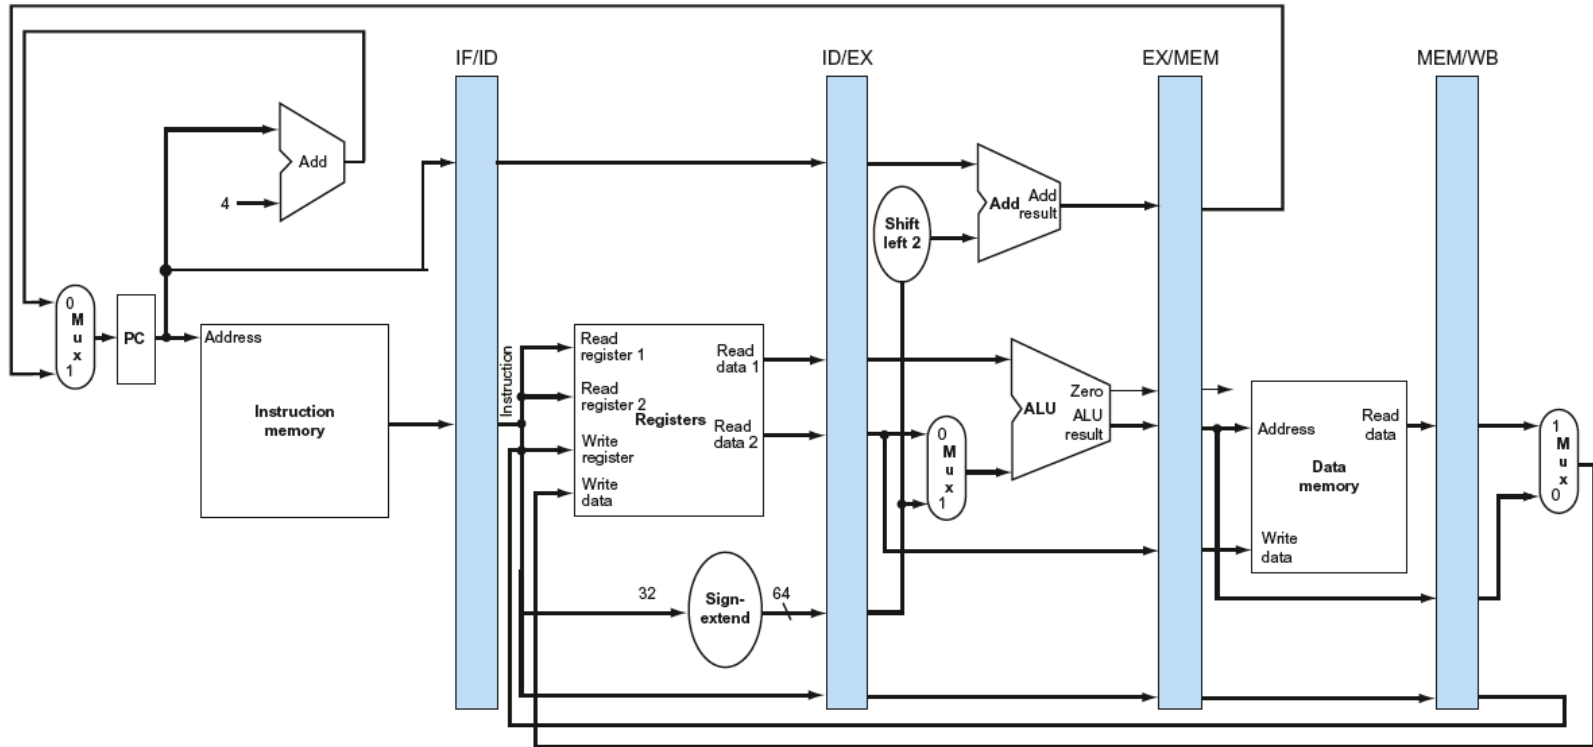 IF/ID
ID/EX
EX/MEM
MEM/WB
Add
4
Shift
left 2
Add
Add
result
0
M
u
x
1
PC
Address
Instruction
memory
Instruction
Read
register 1
Read
register 2
Write
register
Write
data
Registers
Read
data 1
Read
data 2
0
M
u
x
1
ALU
Zero
ALU
result
Address
Read
data
Data
memory
Write
data
1
M
u
x
0
32
Sign-
extend
64